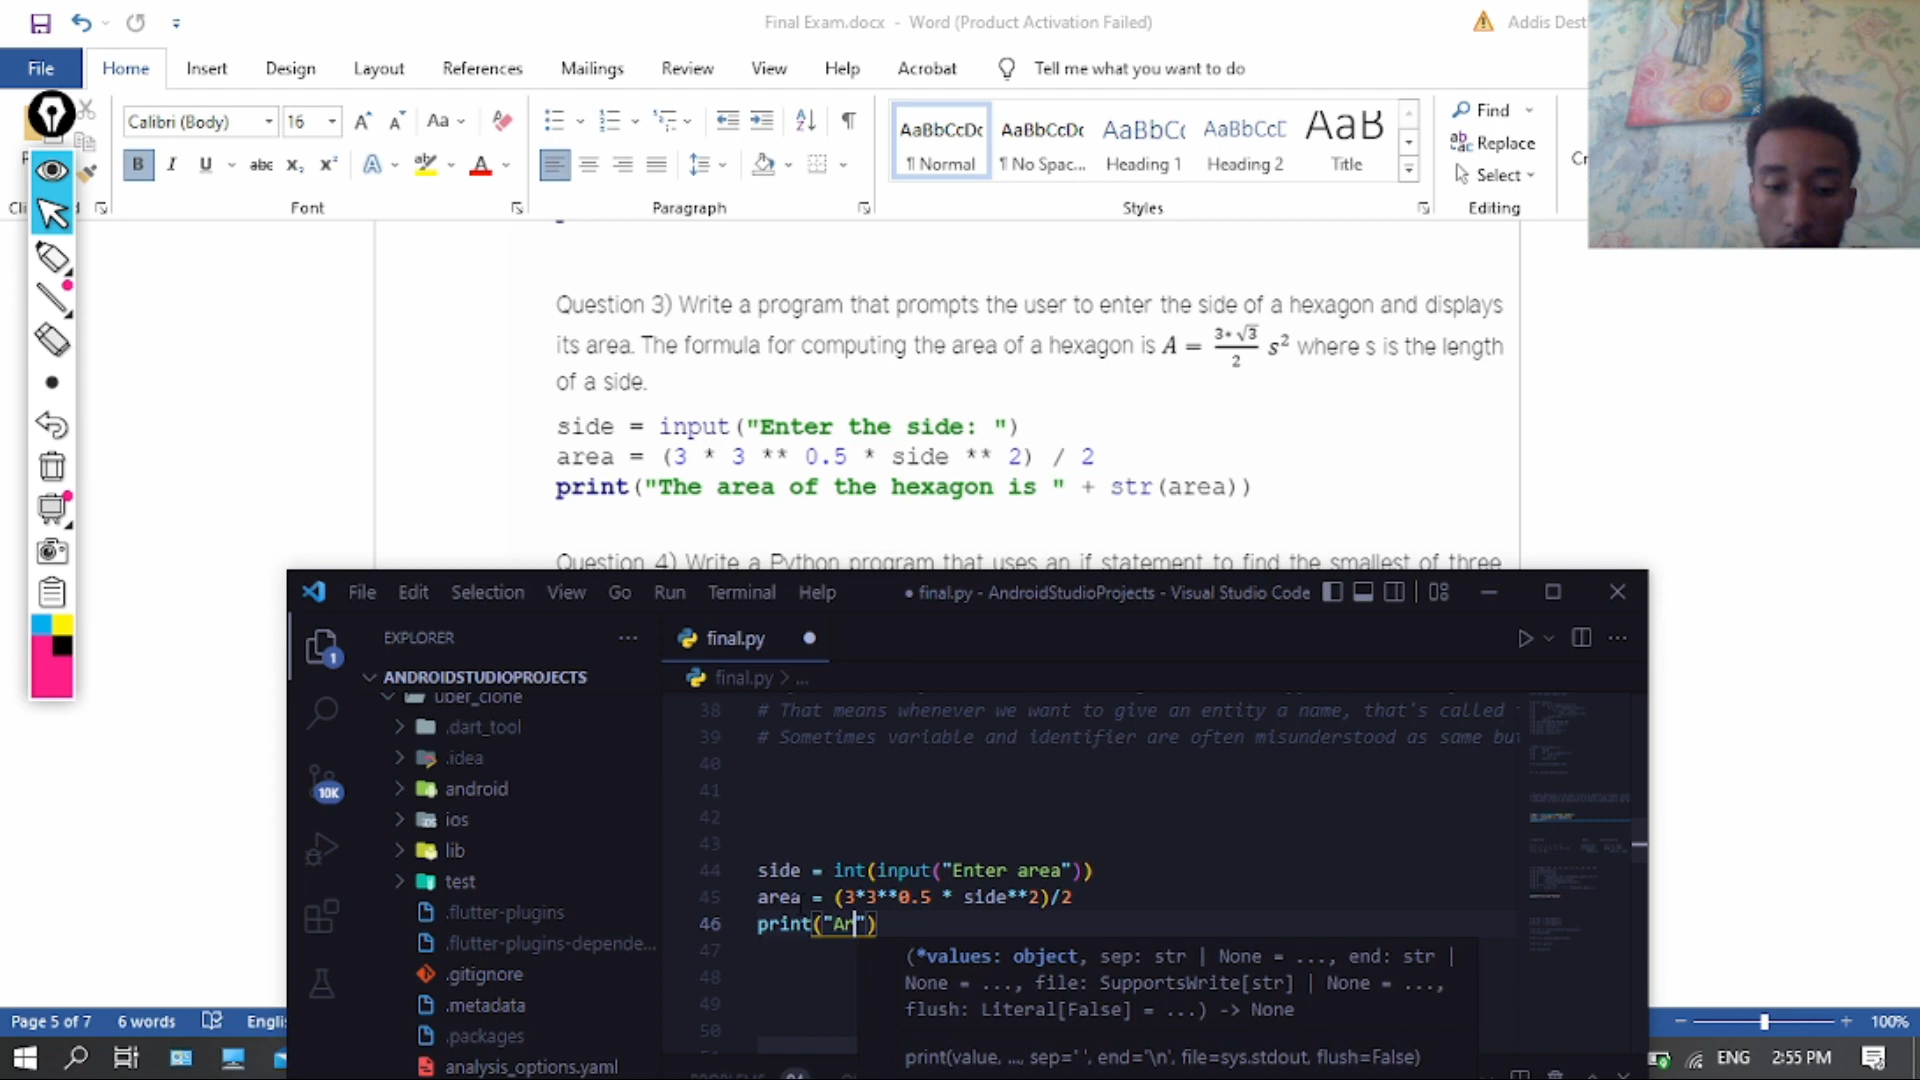 Final Exam.docx - Word (Product Activation Failed)
Addis Dest
File Home Insert Design Layout References Mailings Review View Help Acrobat Tell me what you want to do
Calibri (Body) 16 Aa
Find
Replace
Select
B I U abc X₂ X² A A
AaBbCcDc AaBbCcDc AaBbC( AaBbCcC AaB
¶ Normal ¶ No Spac... Heading 1 Heading 2 Title
Font Paragraph Styles Editing
Question 3) Write a program that prompts the user to enter the side of a hexagon and displays
its area. The formula for computing the area of a hexagon is A = 3*√3/2 s² where s is the length
of a side.
side = input("Enter the side: ")
area = (3 * 3 ** 0.5 * side ** 2) / 2
print("The area of the hexagon is " + str(area))
Question 4) Write a Python program that uses an if statement to find the smallest of three
File Edit Selection View Go Run Terminal Help ● final.py - AndroidStudioProjects - Visual Studio Code
EXPLORER ...
final.py
ANDROIDSTUDIOPROJECTS
final.py > ...
uber_clone
.dart_tool
.idea
android
ios
lib
test
.flutter-plugins
.flutter-plugins-depende...
.gitignore
.metadata
.packages
analysis_options.yaml
1
10K
38 # That means whenever we want to give an entity a name, that's called
39 # Sometimes variable and identifier are often misunderstood as same bu
40
41
42
43
44 side = int(input("Enter area"))
45 area = (3*3**0.5 * side**2)/2
46 print("Ar")
47
48
49
50
(*values: object, sep: str | None = ..., end: str |
None = ..., file: SupportsWrite[str] | None = ...,
flush: Literal[False] = ...) -> None
print(value, ..., sep=' ', end='\n', file=sys.stdout, flush=False)
Page 5 of 7 6 words Engli
100%
ENG 2:55 PM